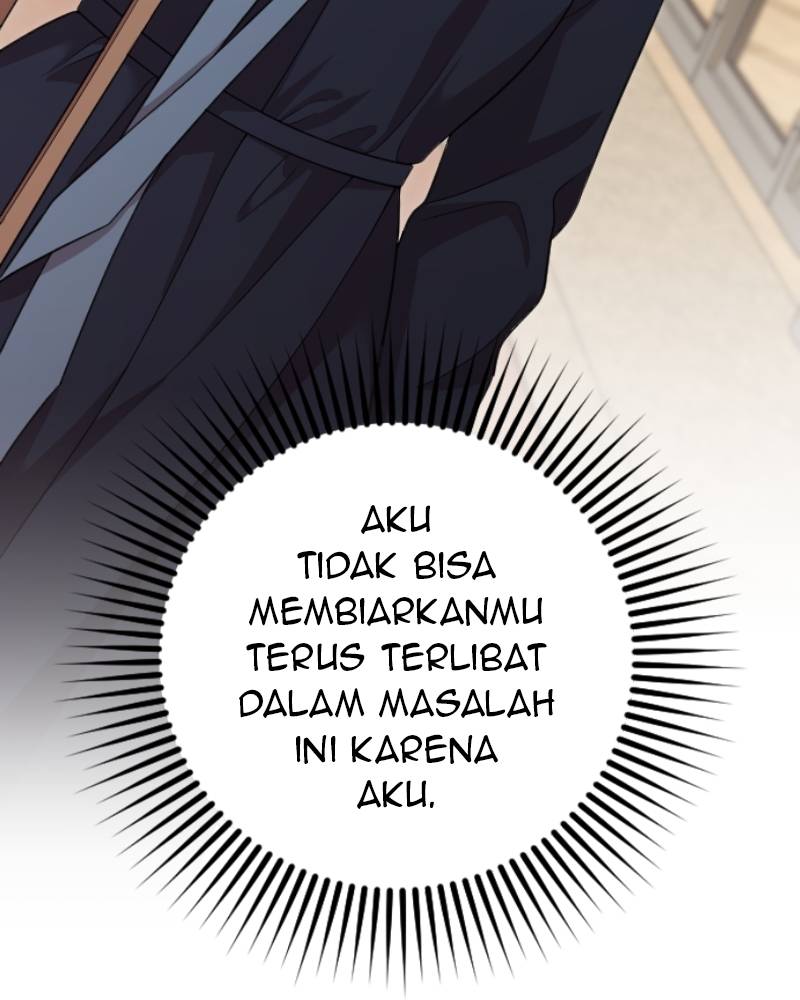 AKU
TIDAK BISA
MEMBIARKANMU
TERUS TERLIBAT
DALAM MASALAH
INI KARENA
AKU.